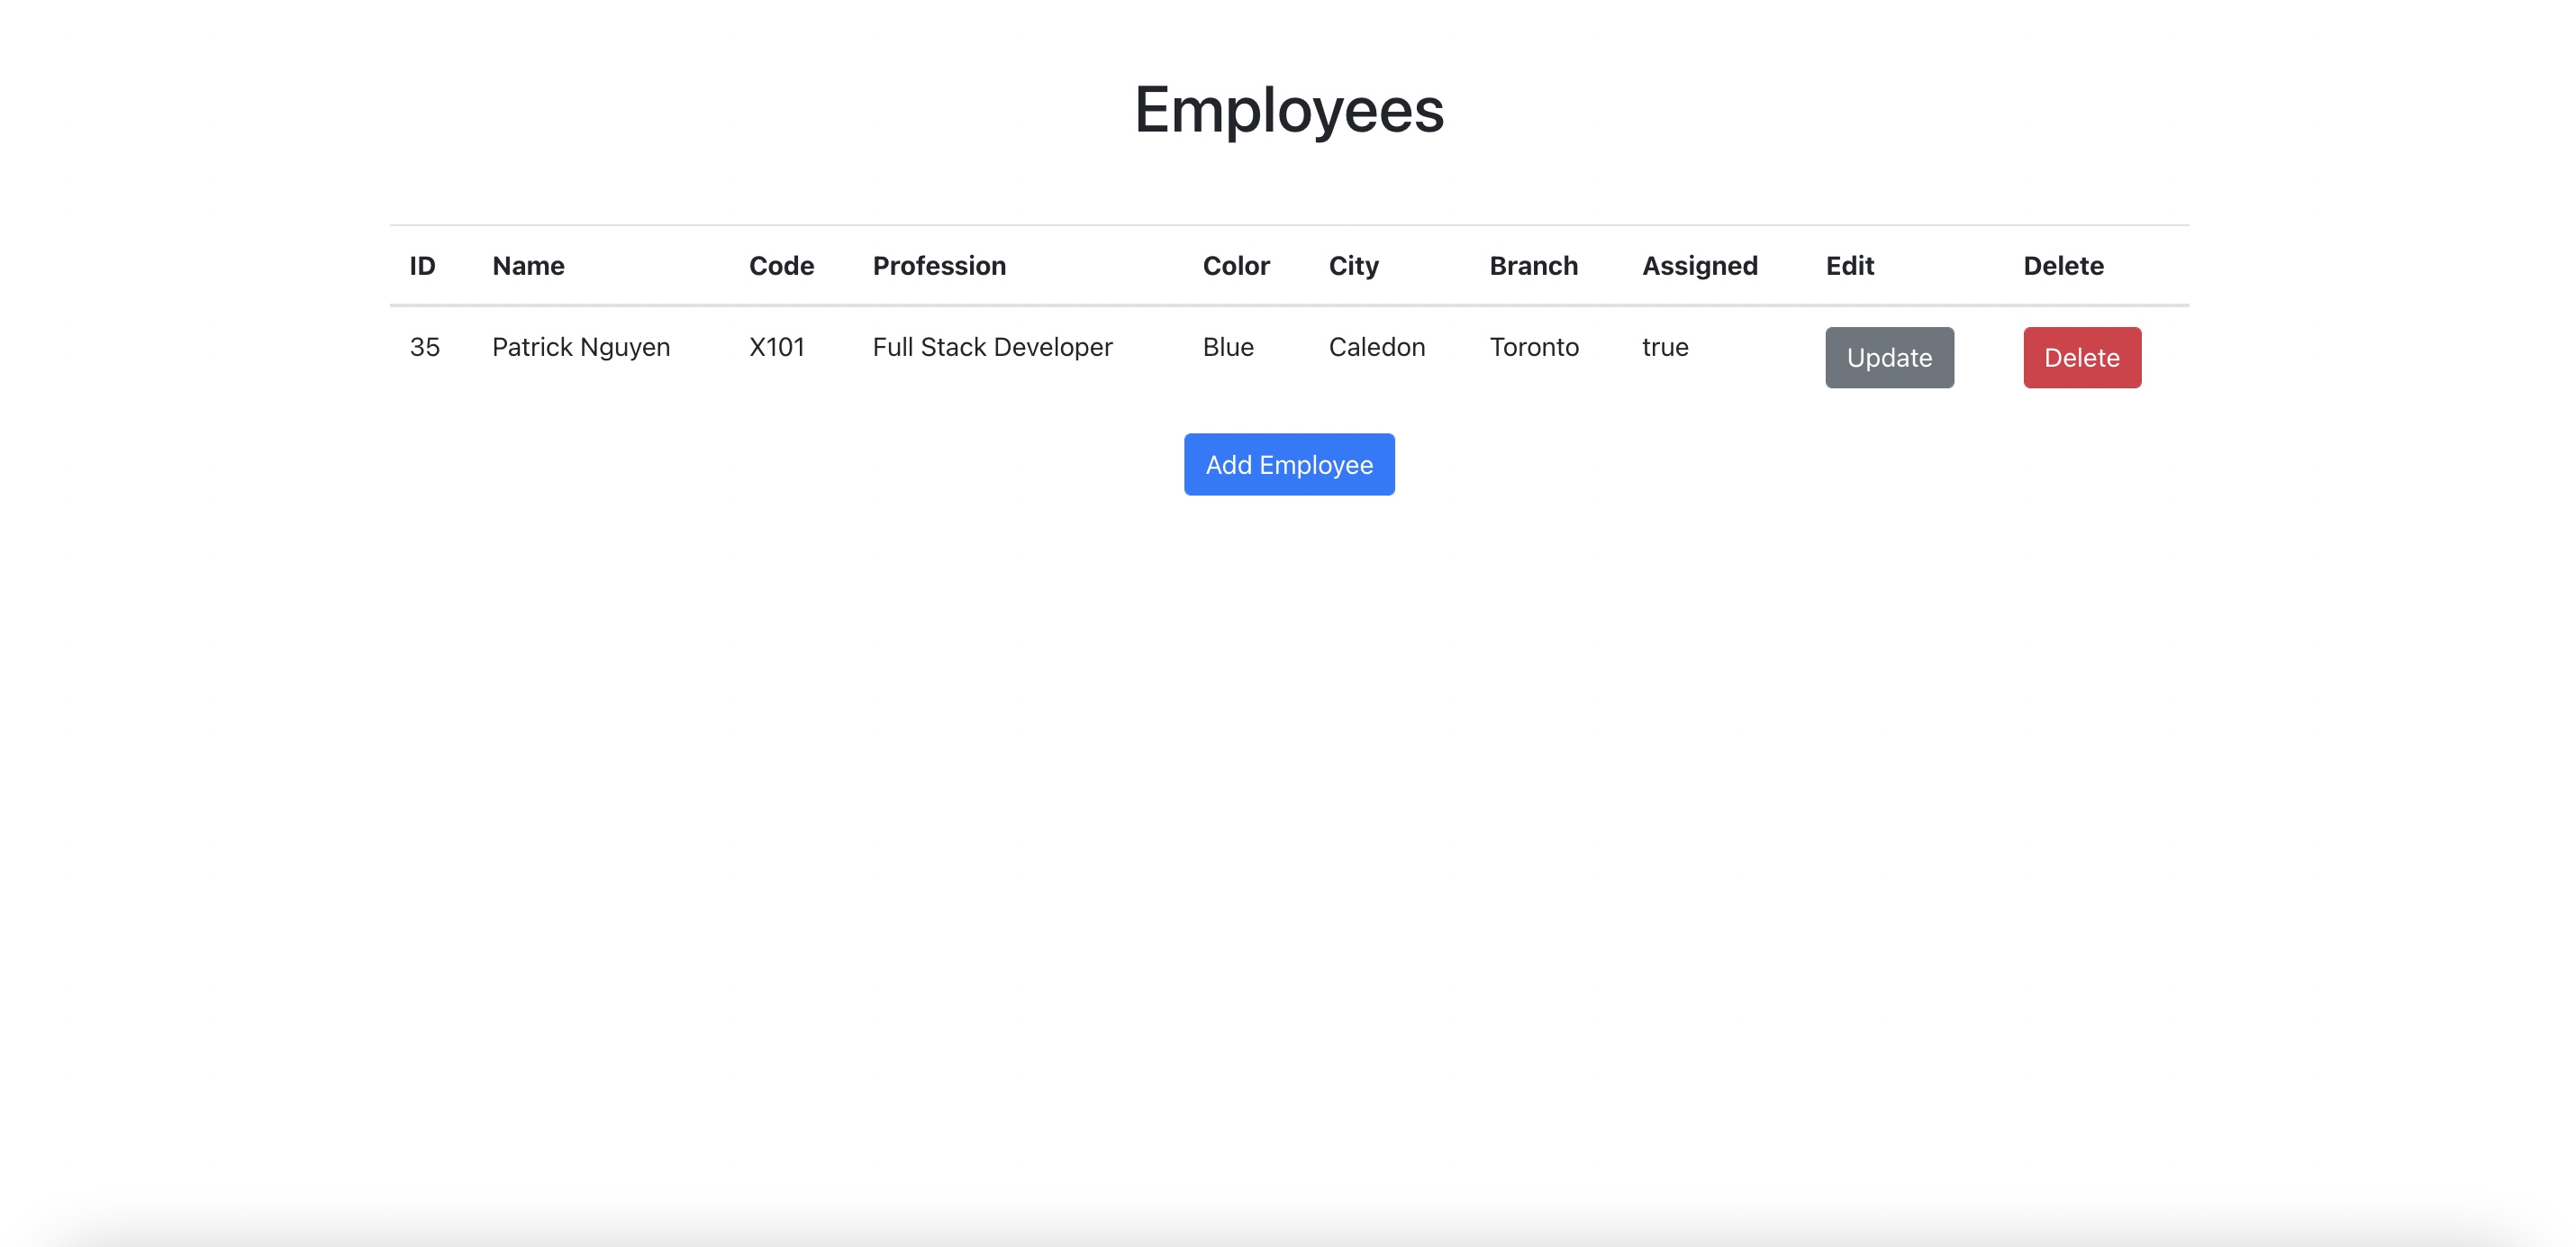 Employees
ID Name Code Profession Color City Branch Assigned Edit Delete
35 Patrick Nguyen X101 Full Stack Developer Blue Caledon Toronto true Update Delete
Add Employee